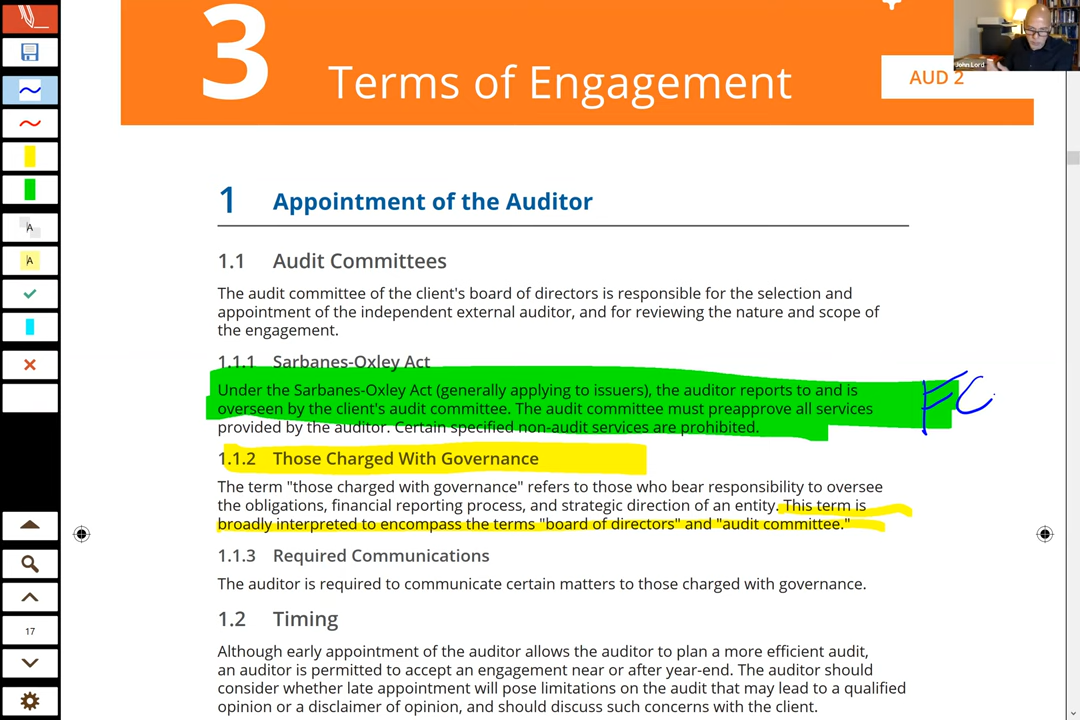 3
Terms of Engagement
AUD 2
John Lord
1 Appointment of the Auditor
1.1 Audit Committees
The audit committee of the client's board of directors is responsible for the selection and
appointment of the independent external auditor, and for reviewing the nature and scope of
the engagement.
1.1.1 Sarbanes-Oxley Act
Under the Sarbanes-Oxley Act (generally applying to issuers), the auditor reports to and is
overseen by the client's audit committee. The audit committee must preapprove all services
provided by the auditor. Certain specified non-audit services are prohibited.
FC
1.1.2 Those Charged With Governance
The term "those charged with governance" refers to those who bear responsibility to oversee
the obligations, financial reporting process, and strategic direction of an entity. This term is
broadly interpreted to encompass the terms "board of directors" and "audit committee."
1.1.3 Required Communications
The auditor is required to communicate certain matters to those charged with governance.
1.2 Timing
Although early appointment of the auditor allows the auditor to plan a more efficient audit,
an auditor is permitted to accept an engagement near or after year-end. The auditor should
consider whether late appointment will pose limitations on the audit that may lead to a qualified
opinion or a disclaimer of opinion, and should discuss such concerns with the client.
A
A
17